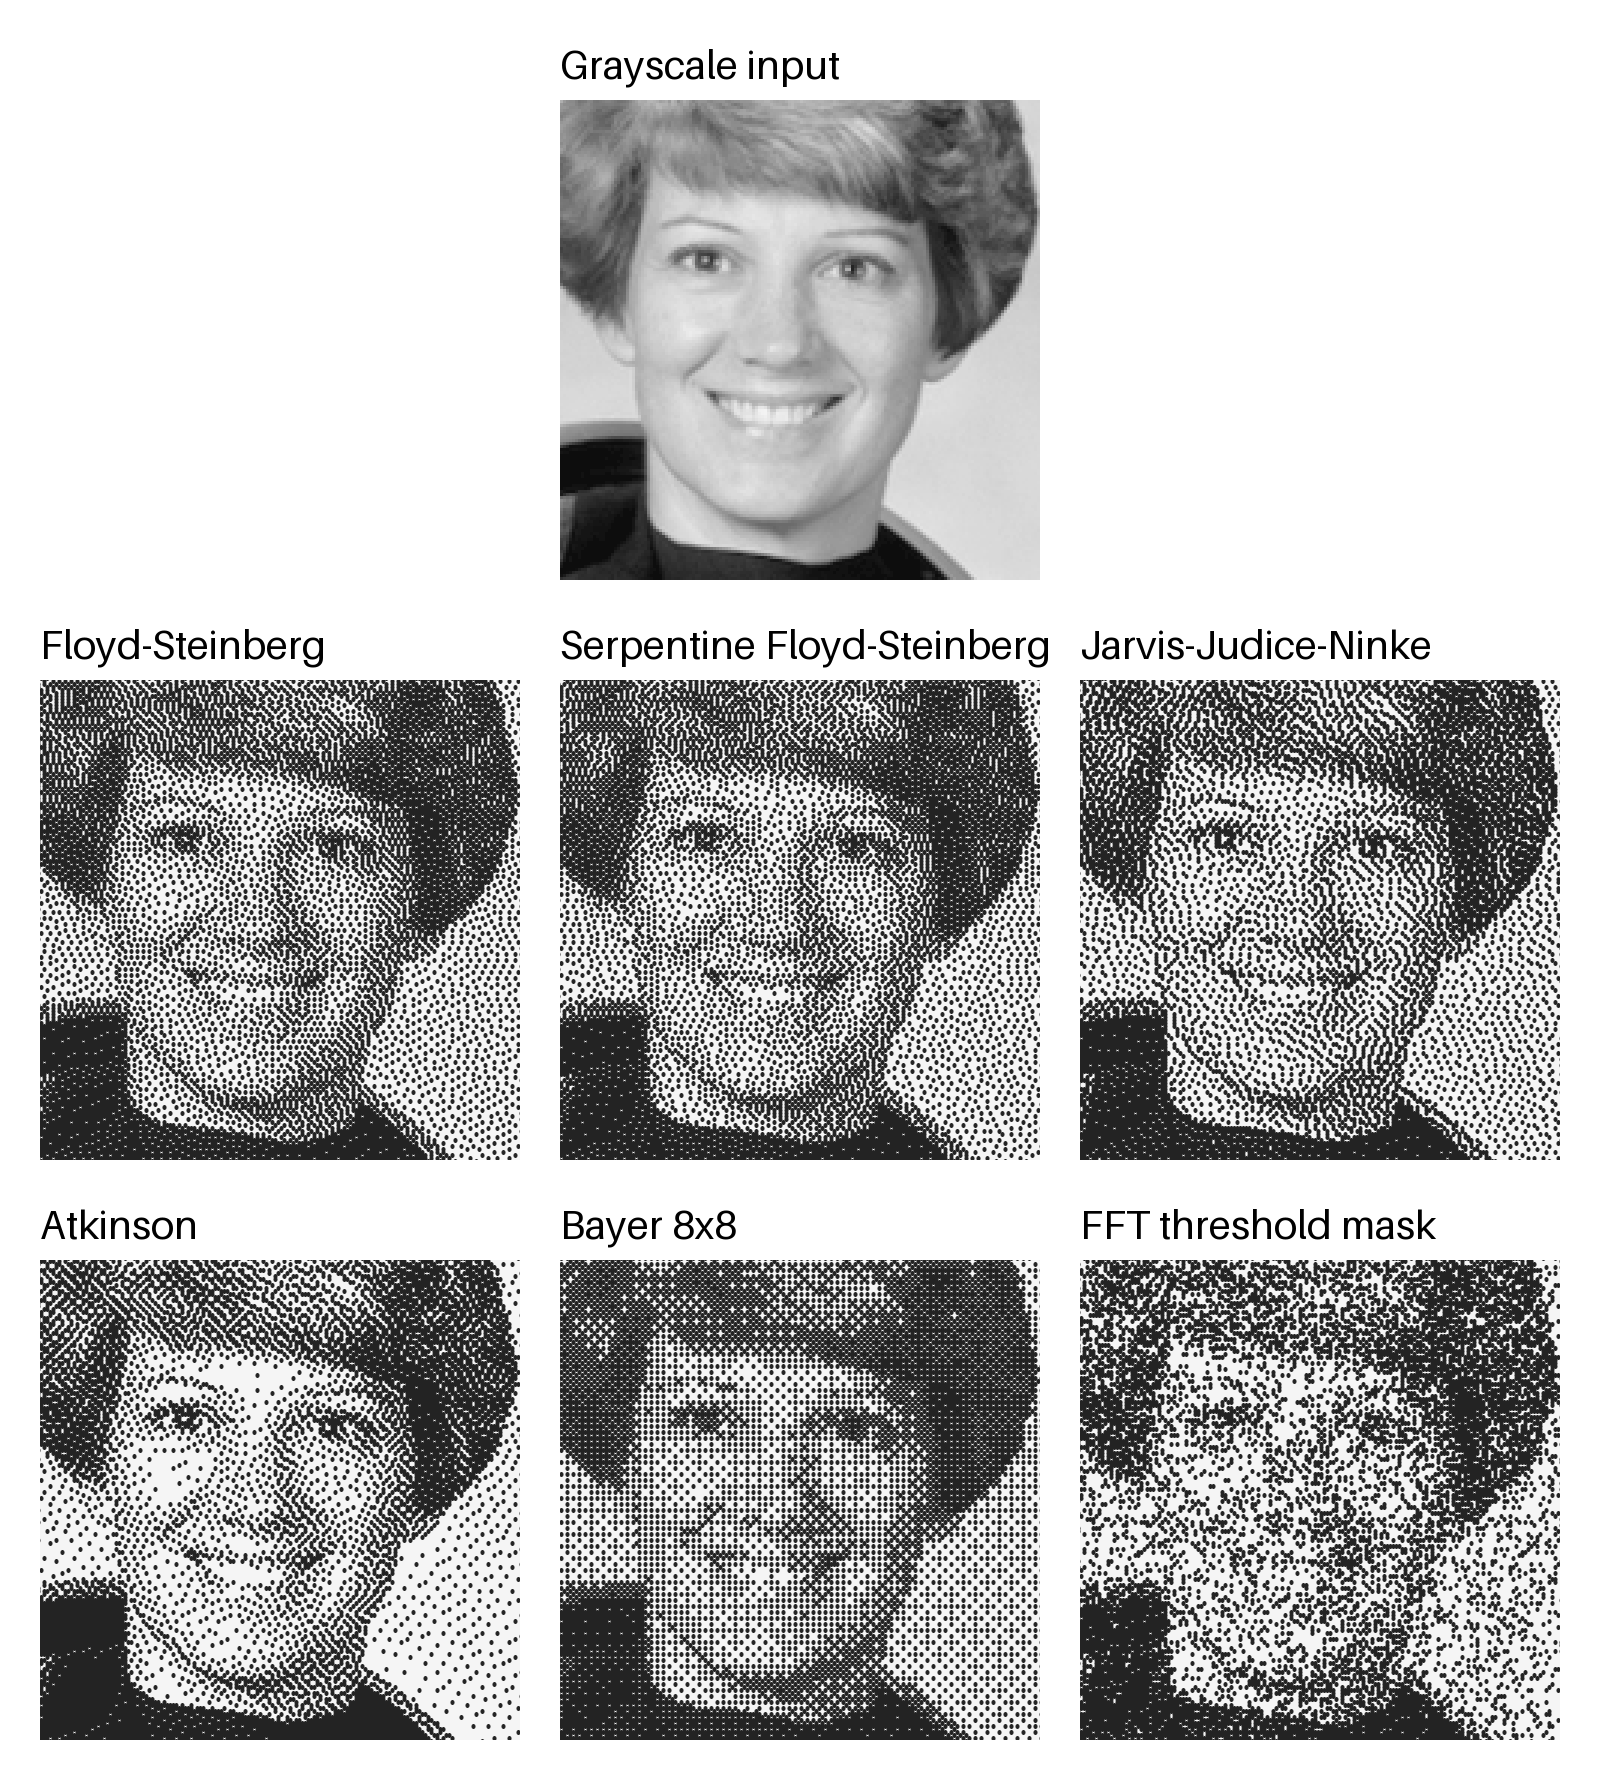 Grayscale input
Floyd-Steinberg
Serpentine Floyd-Steinberg
Jarvis-Judice-Ninke
Atkinson
Bayer 8x8
FFT threshold mask